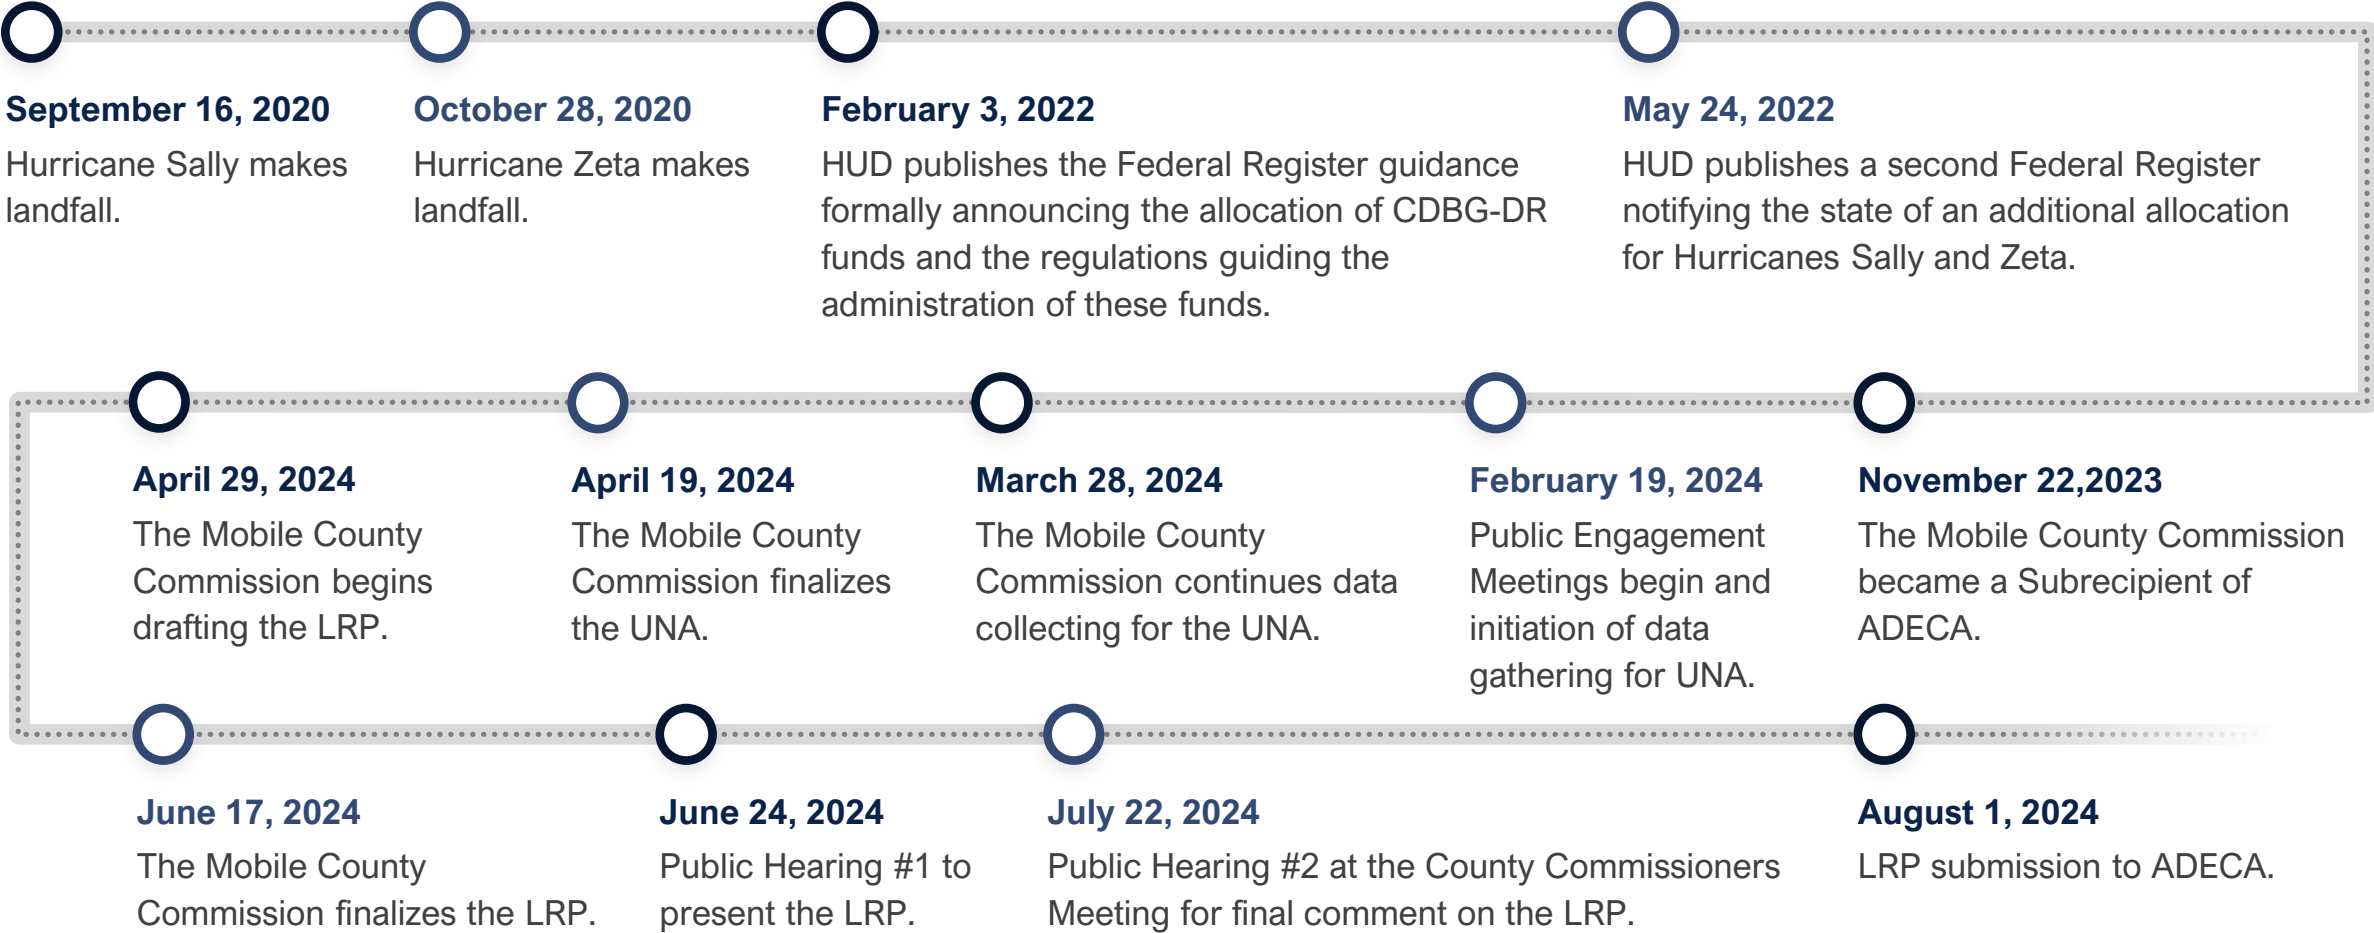 September 16, 2020
Hurricane Sally makes
landfall.
October 28, 2020
Hurricane Zeta makes
landfall.
February 3, 2022
HUD publishes the Federal Register guidance
formally announcing the allocation of CDBG-DR
funds and the regulations guiding the
administration of these funds.
May 24, 2022
HUD publishes a second Federal Register
notifying the state of an additional allocation
for Hurricanes Sally and Zeta.
April 29, 2024
The Mobile County
Commission begins
drafting the LRP.
April 19, 2024
The Mobile County
Commission finalizes
the UNA.
March 28, 2024
The Mobile County
Commission continues data
collecting for the UNA.
February 19, 2024
Public Engagement
Meetings begin and
initiation of data
gathering for UNA.
November 22,2023
The Mobile County Commission
became a Subrecipient of
ADECA.
June 17, 2024
The Mobile County
Commission finalizes the LRP.
June 24, 2024
Public Hearing #1 to
present the LRP.
July 22, 2024
Public Hearing #2 at the County Commissioners
Meeting for final comment on the LRP.
August 1, 2024
LRP submission to ADECA.